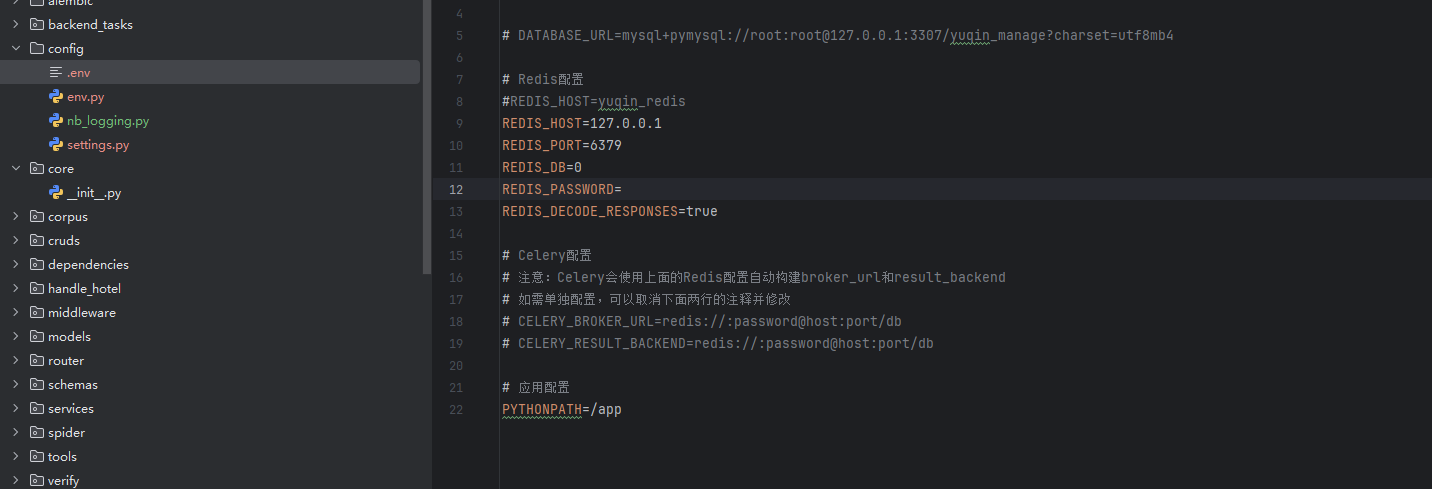 alembic
backend_tasks
config
.env
env.py
nb_logging.py
settings.py
core
__init__.py
corpus
cruds
dependencies
handle_hotel
middleware
models
router
schemas
services
spider
tools
verify
4
5 # DATABASE_URL=mysql+pymysql://root:root@127.0.0.1:3307/yuqin_manage?charset=utf8mb4
6
7 # Redis配置
8 #REDIS_HOST=yuqin_redis
9 REDIS_HOST=127.0.0.1
10 REDIS_PORT=6379
11 REDIS_DB=0
12 REDIS_PASSWORD=
13 REDIS_DECODE_RESPONSES=true
14
15 # Celery配置
16 # 注意：Celery会使用上面的Redis配置自动构建broker_url和result_backend
17 # 如需单独配置，可以取消下面两行的注释并修改
18 # CELERY_BROKER_URL=redis://:password@host:port/db
19 # CELERY_RESULT_BACKEND=redis://:password@host:port/db
20
21 # 应用配置
22 PYTHONPATH=/app